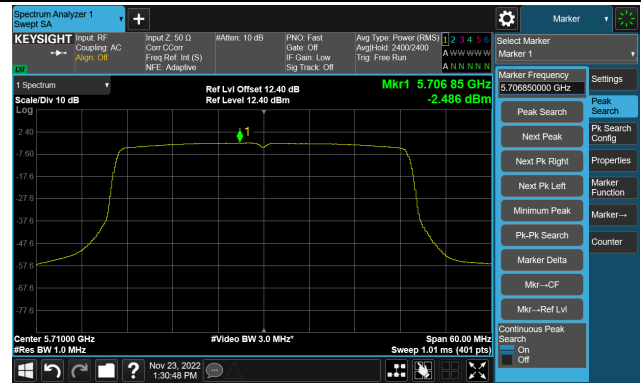 Spectrum Analyzer 1
Swept SA
Marker
KEYSIGHT
Input: RF
Coupling: AC
Align: Off
Input Z: 50 Ω
Corr CCorr
Freq Ref: Int (S)
NFE: Adaptive
#Atten: 10 dB
PNO: Fast
Gate: Off
IF Gain: Low
Sig Track: Off
Avg Type: Power (RMS)
Avg|Hold: 2400/2400
Trig: Free Run
1 2 3 4 5 6
A W W W W W
A N N N N N
Select Marker
Marker 1
1 Spectrum
Scale/Div 10 dB
Log
Ref Lvl Offset 12.40 dB
Ref Level 12.40 dBm
Mkr1 5.706 85 GHz
-2.486 dBm
1
2.40
-7.60
-17.6
-27.6
-37.6
-47.6
-57.6
-67.6
-77.6
Center 5.71000 GHz
#Res BW 1.0 MHz
#Video BW 3.0 MHz*
Span 60.00 MHz
Sweep 1.01 ms (401 pts)
Marker Frequency
5.706850000 GHz
Peak Search
Next Peak
Next Pk Right
Next Pk Left
Minimum Peak
Pk-Pk Search
Marker Delta
Mkr→CF
Mkr→Ref Lvl
Continuous Peak
Search
On
Off
Settings
Peak
Search
Pk Search
Config
Properties
Marker
Function
Marker→
Counter
?
Nov 23, 2022
1:30:48 PM